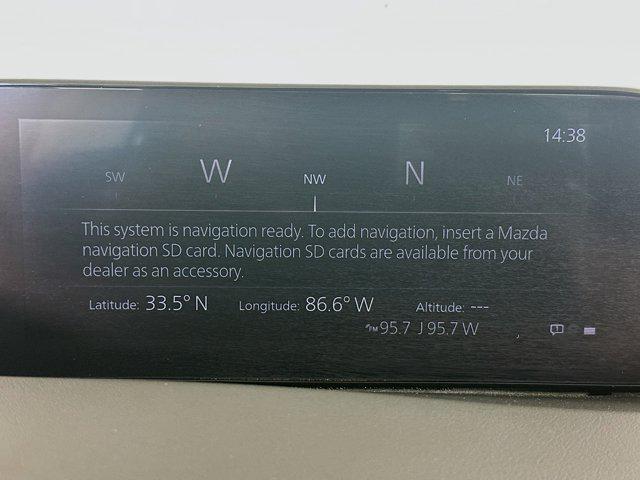 14:38
SW W NW N NE
This system is navigation ready. To add navigation, insert a Mazda
navigation SD card. Navigation SD cards are available from your
dealer as an accessory.
Latitude: 33.5° N Longitude: 86.6° W Altitude: ---
FM 95.7 J 95.7 W